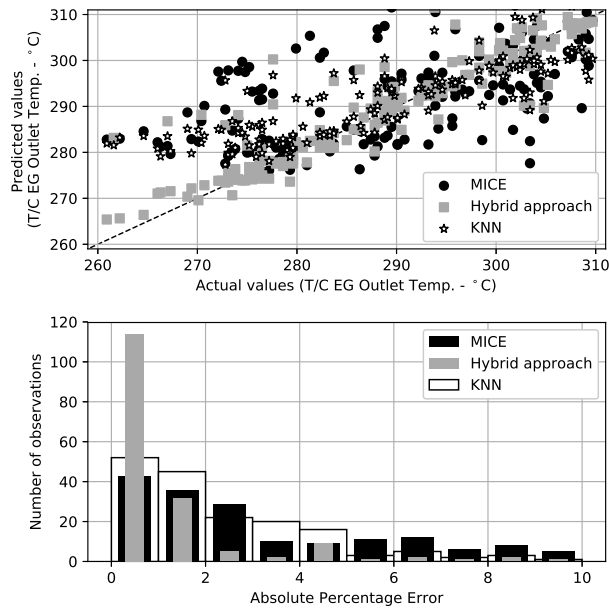 310
300
290
280
270
260
Predicted values
(T/C EG Outlet Temp. - °C)
MICE
Hybrid approach
KNN
260 270 280 290 300 310
Actual values (T/C EG Outlet Temp. - °C)
120
100
80
60
40
20
0
Number of observations
MICE
Hybrid approach
KNN
0 2 4 6 8 10
Absolute Percentage Error